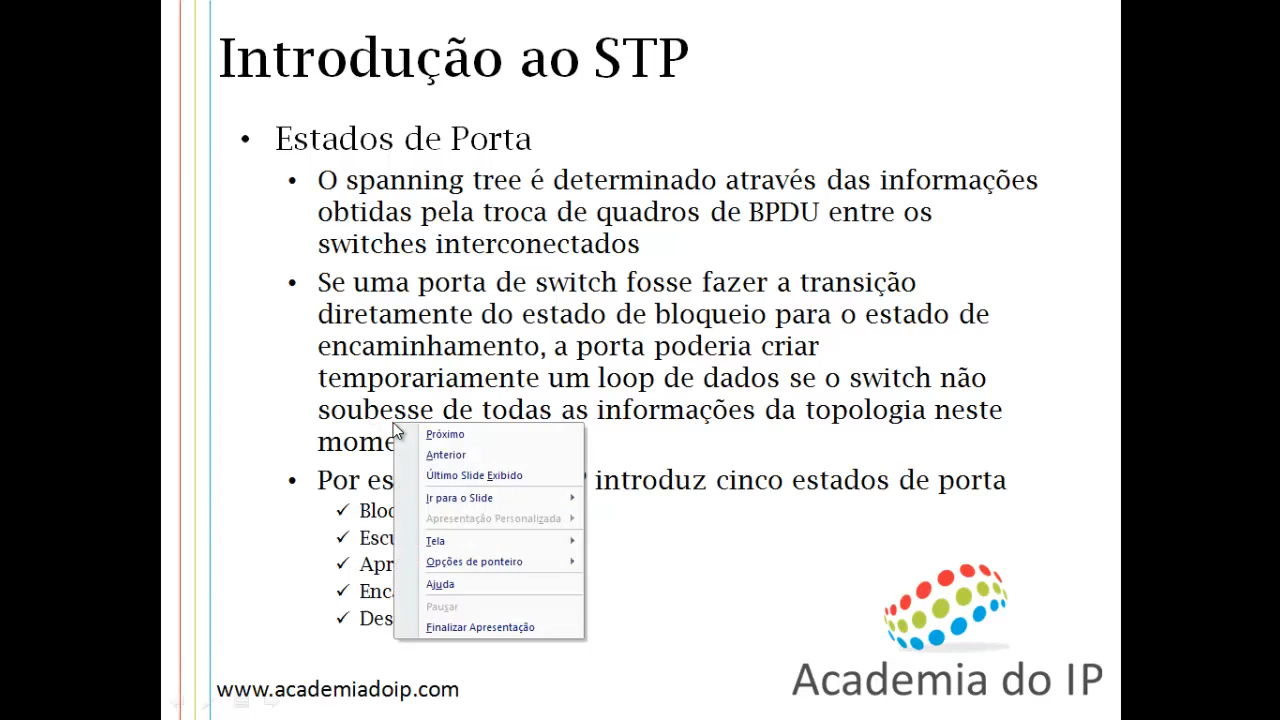 Introdução ao STP
• Estados de Porta
• O spanning tree é determinado através das informações
obtidas pela troca de quadros de BPDU entre os
switches interconectados
• Se uma porta de switch fosse fazer a transição
diretamente do estado de bloqueio para o estado de
encaminhamento, a porta poderia criar
temporariamente um loop de dados se o switch não
soubesse de todas as informações da topologia neste
• Por introduz cinco estados de porta
Próximo
Anterior
Último Slide Exibido
Ir para o Slide
Apresentação Personalizada
Tela
Opções de ponteiro
Ajuda
Pausar
Finalizar Apresentação
www.academiadoip.com
Academia do IP